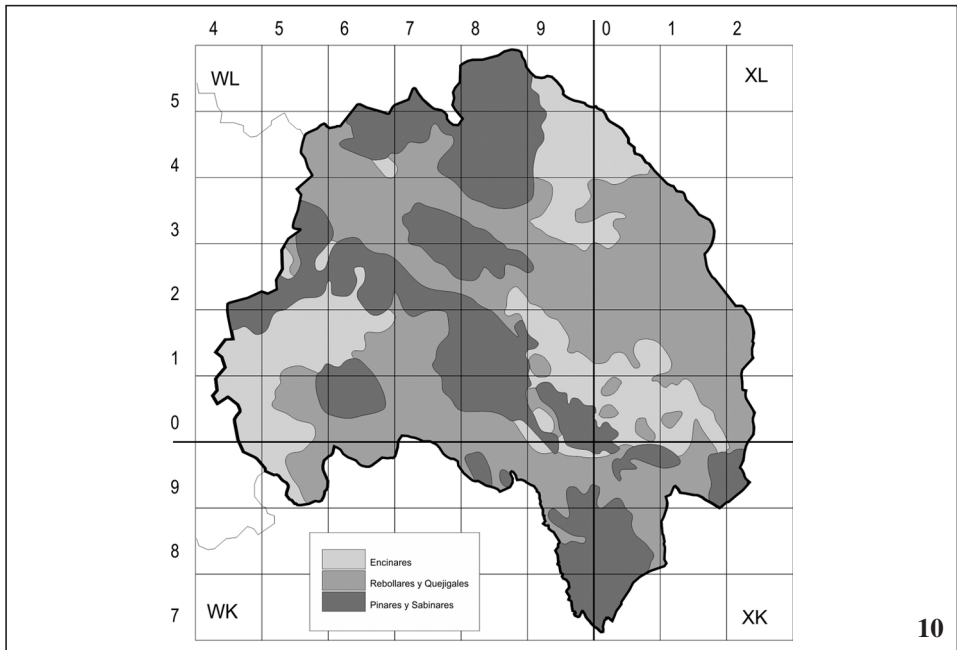 4 5 6 7 8 9 0 1 2
WL XL
5
4
3
2
1
0
9
8
7
Encinares
Rebollares y Quejigales
Pinares y Sabinares
WK XK
10